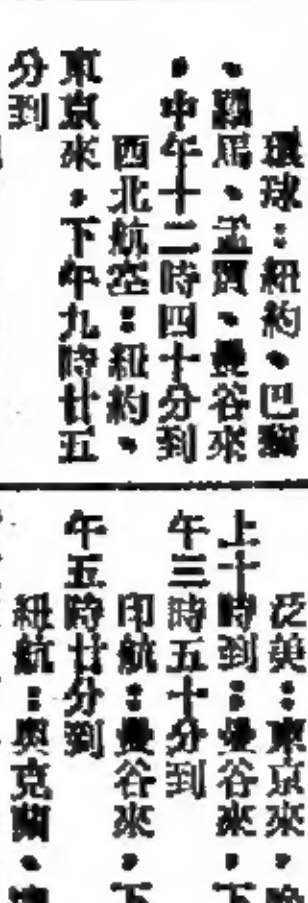 環球：紐約、巴黎
、羅馬、孟買、曼谷來
，中午十二時四十分到
西北航空：紐約、
東京來，下午九時廿五
分到
泛美：東京來，晚
上十時到：曼谷來，下
午三時五十分到
印航：曼谷來，下
午五時廿分到
紐航：奧克蘭、